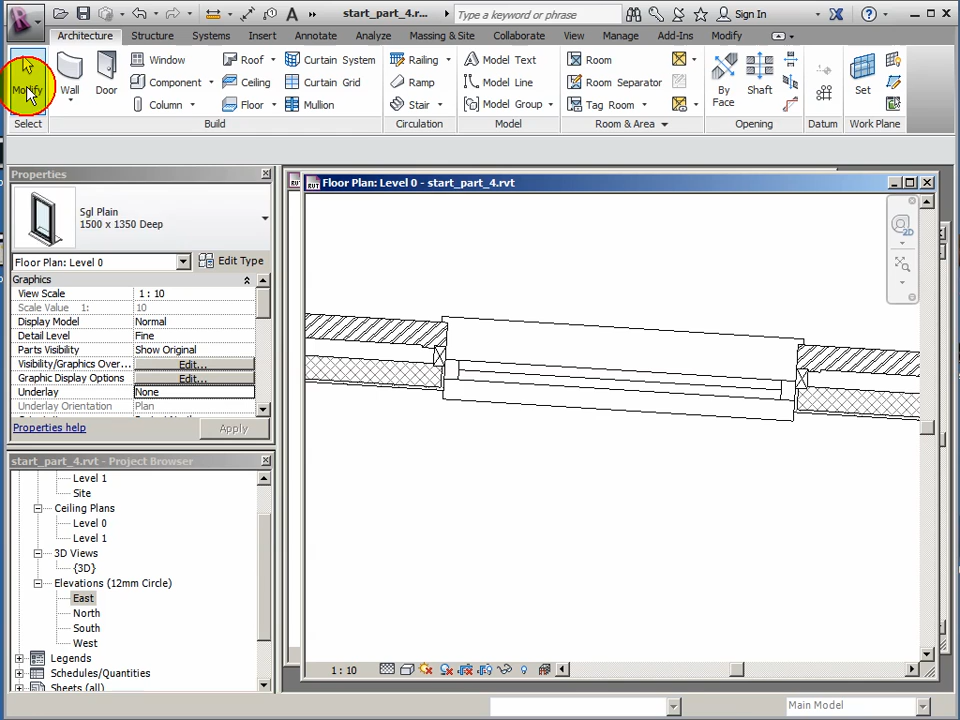 start_part_4.r...
Type a keyword or phrase
Sign In
Architecture Structure Systems Insert Annotate Analyze Massing & Site Collaborate View Manage Add-Ins Modify
Modify
Wall
Door
Window
Component
Column
Roof
Ceiling
Floor
Curtain System
Curtain Grid
Mullion
Railing
Ramp
Stair
Model Text
Model Line
Model Group
Room
Room Separator
Tag Room
By
Face
Shaft
Set
Select Build Circulation Model Room & Area Opening Datum Work Plane
Properties
Sgl Plain
1500 x 1350 Deep
Floor Plan: Level 0 Edit Type
Graphics
View Scale 1 : 10
Scale Value 1: 10
Display Model Normal
Detail Level Fine
Parts Visibility Show Original
Visibility/Graphics Over... Edit...
Graphic Display Options Edit...
Underlay None
Underlay Orientation Plan
Properties help Apply
start_part_4.rvt - Project Browser
Level 1
Site
Ceiling Plans
Level 0
Level 1
3D Views
{3D}
Elevations (12mm Circle)
East
North
South
West
Legends
Schedules/Quantities
Sheets (all)
Floor Plan: Level 0 - start_part_4.rvt
2D
1 : 10
Main Model